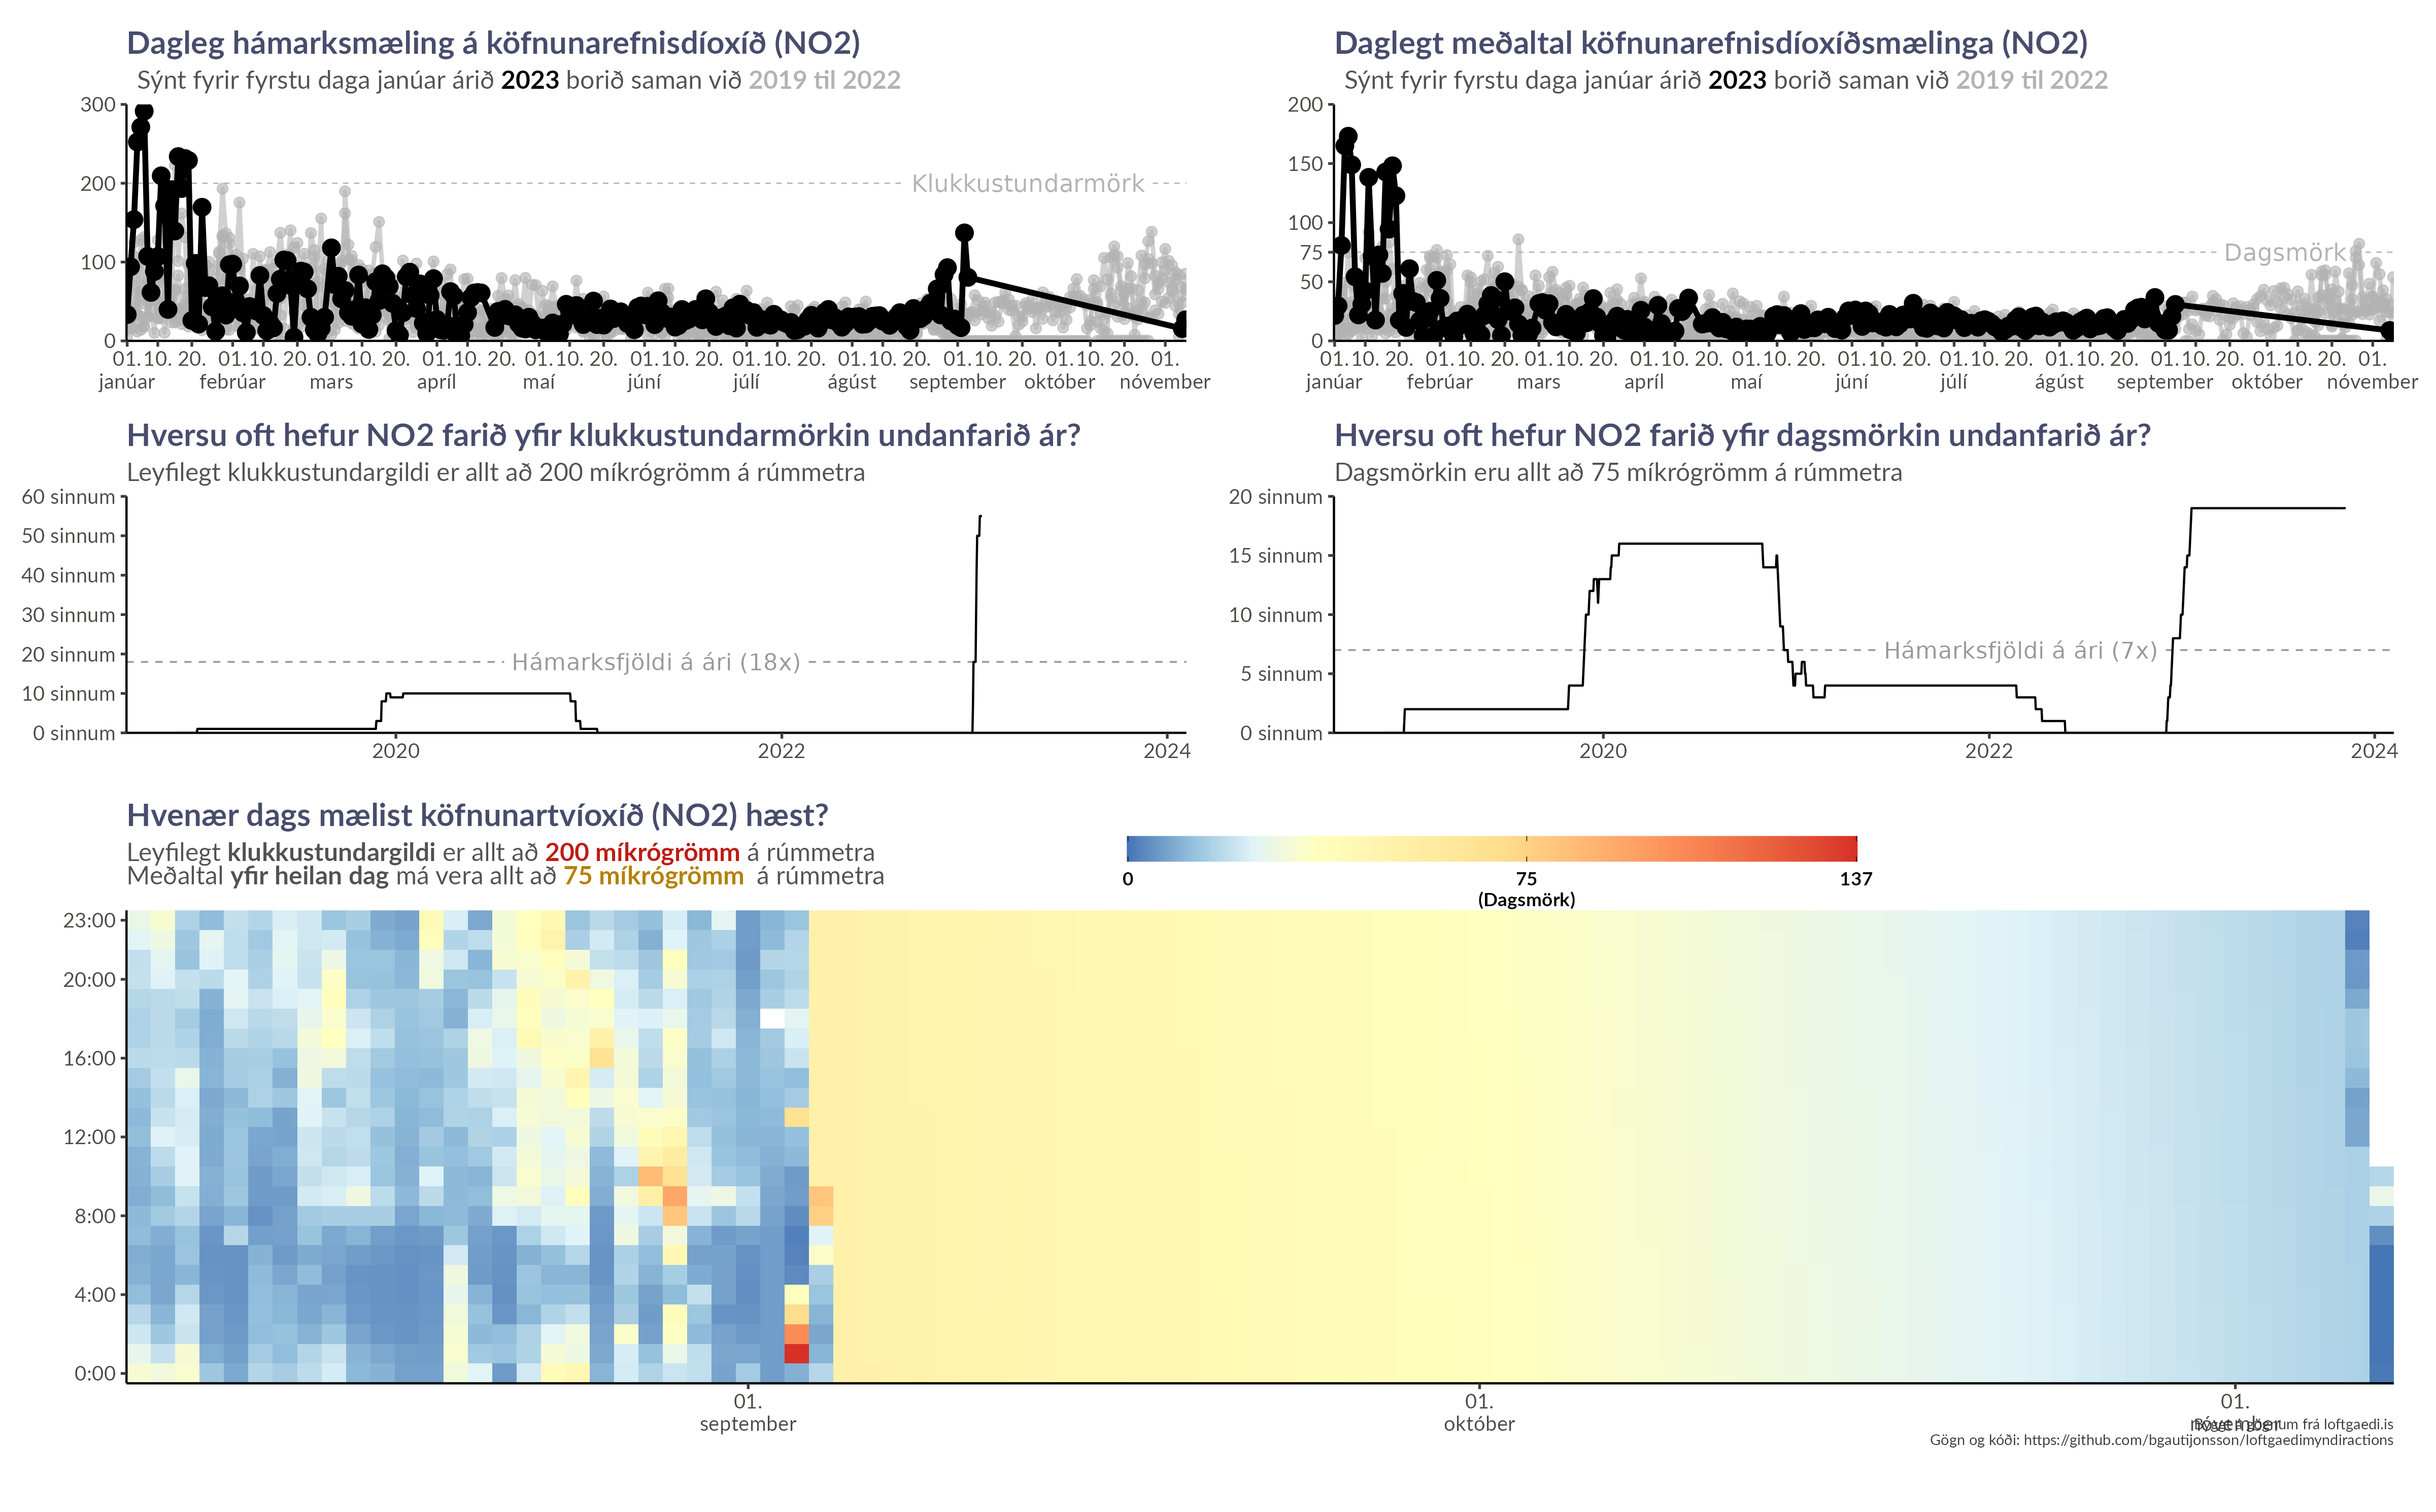 Dagleg hámarksmæling á köfnunarefnisdíoxíð (NO2)
Sýnt fyrir fyrstu daga janúar árið 2023 borið saman við 2019 til 2022
300
200
100
0
Klukkustundarmörk
01. 10. 20. 01. 10. 20. 01. 10. 20. 01. 10. 20. 01. 10. 20. 01. 10. 20. 01. 10. 20. 01. 10. 20. 01. 10. 20. 01. 10. 20. 01.
janúar febrúar mars apríl maí júní júlí ágúst september október nóvember
Daglegt meðaltal köfnunarefnisdíoxíðsmælinga (NO2)
Sýnt fyrir fyrstu daga janúar árið 2023 borið saman við 2019 til 2022
200
150
100
75
50
0
Dagsmörk
01. 10. 20. 01. 10. 20. 01. 10. 20. 01. 10. 20. 01. 10. 20. 01. 10. 20. 01. 10. 20. 01. 10. 20. 01. 10. 20. 01. 10. 20. 01.
janúar febrúar mars apríl maí júní júlí ágúst september október nóvember
Hversu oft hefur NO2 farið yfir klukkustundarmörkin undanfarið ár?
Leyfilegt klukkustundargildi er allt að 200 míkrógrömm á rúmmetra
60 sinnum
50 sinnum
40 sinnum
30 sinnum
20 sinnum
10 sinnum
0 sinnum
Hámarksfjöldi á ári (18x)
2020 2022 2024
Hversu oft hefur NO2 farið yfir dagsmörkin undanfarið ár?
Dagsmörkin eru allt að 75 míkrógrömm á rúmmetra
20 sinnum
15 sinnum
10 sinnum
5 sinnum
0 sinnum
Hámarksfjöldi á ári (7x)
2020 2022 2024
Hvenær dags mælist köfnunartvíoxíð (NO2) hæst?
Leyfilegt klukkustundargildi er allt að 200 míkrógrömm á rúmmetra
Meðaltal yfir heilan dag má vera allt að 75 míkrógrömm á rúmmetra
0 75 137
(Dagsmörk)
23:00
20:00
16:00
12:00
8:00
4:00
0:00
01. 01. 01.
september október nóvember
Byggt á gögnum frá loftgaedi.is
Gögn og kóði: https://github.com/bgautijonsson/loftgaedimyndiractions